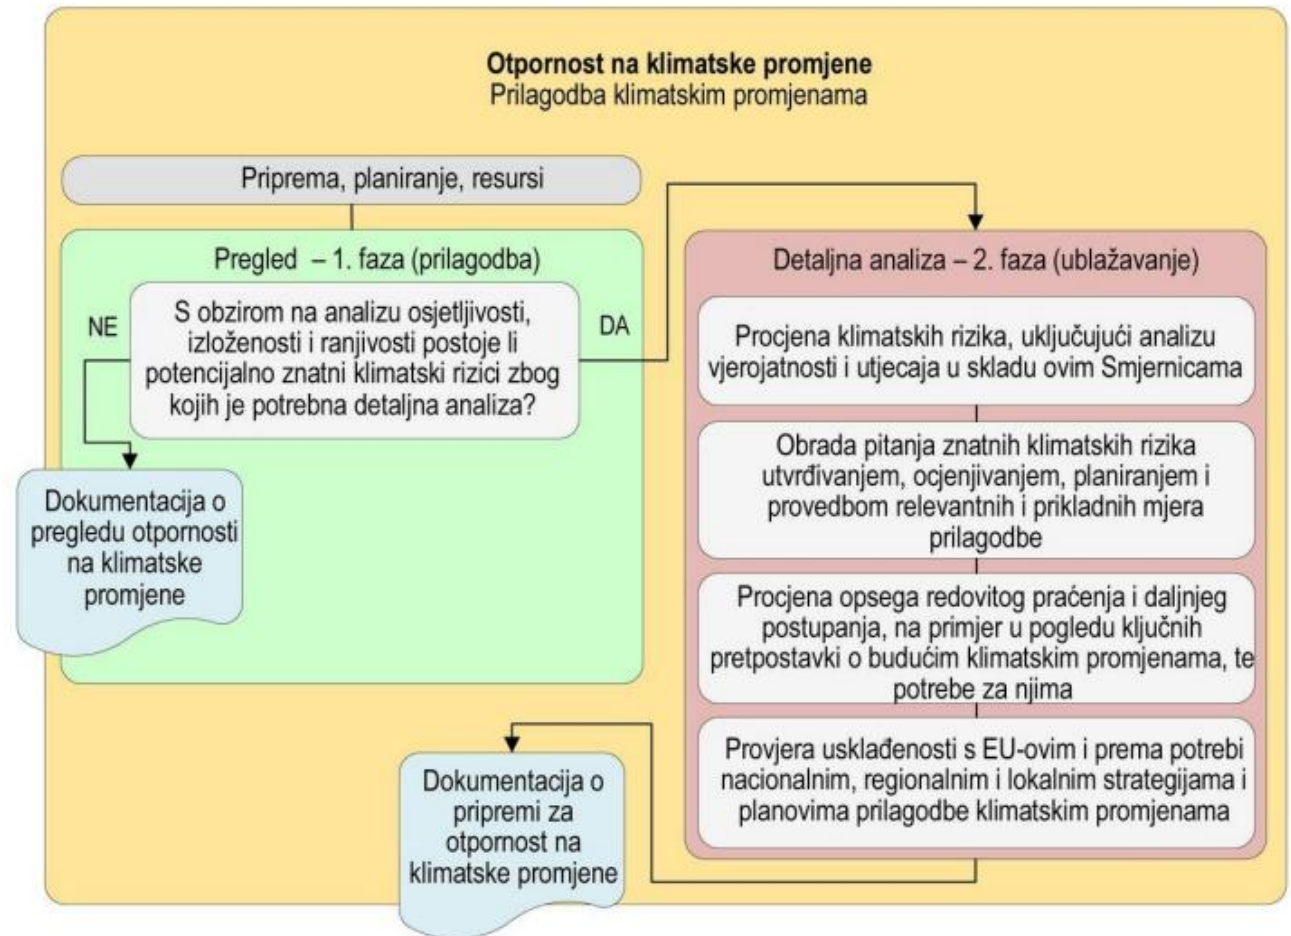 Otpornost na klimatske promjene
Prilagodba klimatskim promjenama
Priprema, planiranje, resursi
Pregled – 1. faza (prilagodba)
NE
S obzirom na analizu osjetljivosti,
izloženosti i ranjivosti postoje li
potencijalno znatni klimatski rizici zbog
kojih je potrebna detaljna analiza?
DA
Dokumentacija o
pregledu otpornosti
na klimatske
promjene
Detaljna analiza – 2. faza (ublažavanje)
Procjena klimatskih rizika, uključujući analizu
vjerojatnosti i utjecaja u skladu ovim Smjernicama
Obrada pitanja znatnih klimatskih rizika
utvrđivanjem, ocjenjivanjem, planiranjem i
provedbom relevantnih i prikladnih mjera
prilagodbe
Procjena opsega redovitog praćenja i daljnjeg
postupanja, na primjer u pogledu ključnih
pretpostavki o budućim klimatskim promjenama, te
potrebe za njima
Provjera usklađenosti s EU-ovim i prema potrebi
nacionalnim, regionalnim i lokalnim strategijama i
planovima prilagodbe klimatskim promjenama
Dokumentacija o
pripremi za
otpornost na
klimatske promjene